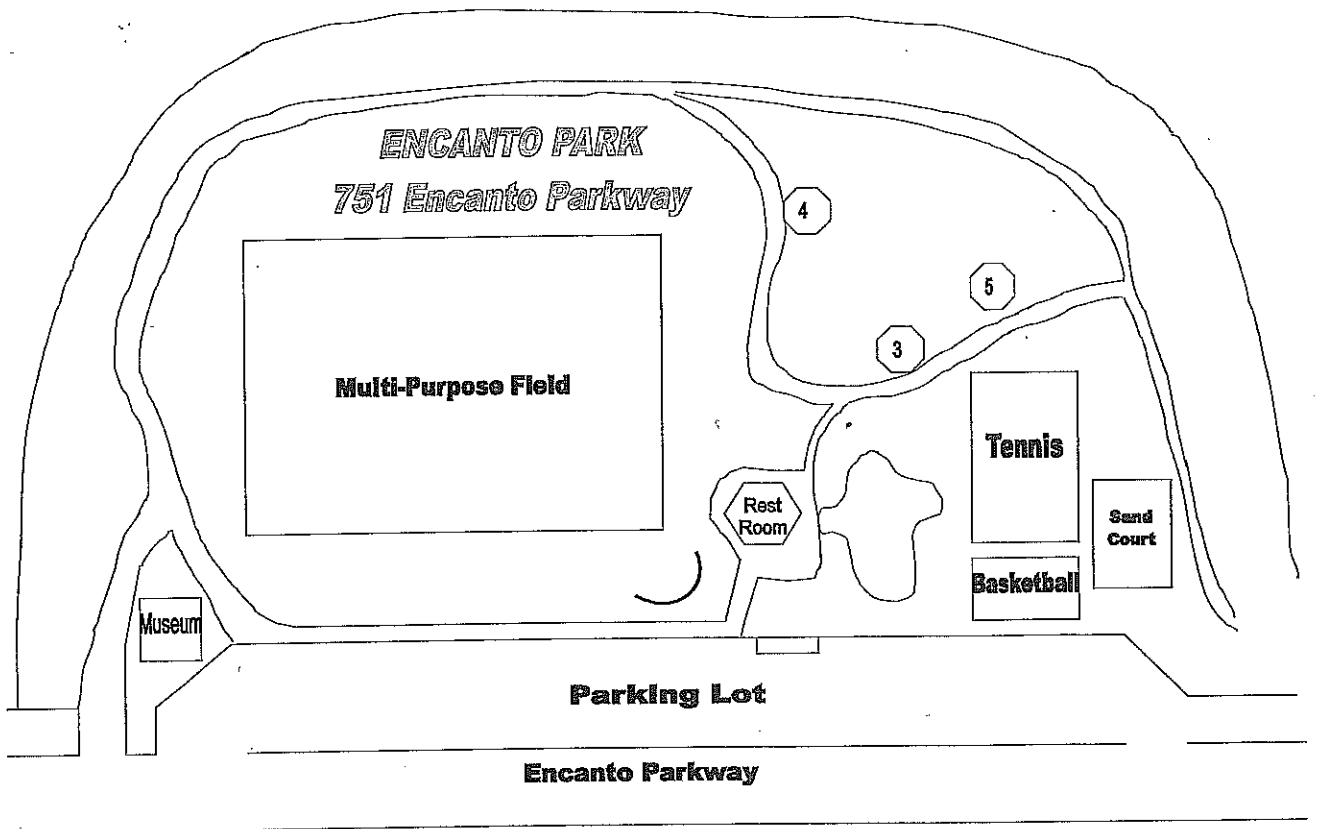 ENCANTO PARK
751 Encanto Parkway
4
5
3
Multi-Purpose Field
Tennis
Rest
Room
Sand
Court
Basketball
Museum
Parking Lot
Encanto Parkway